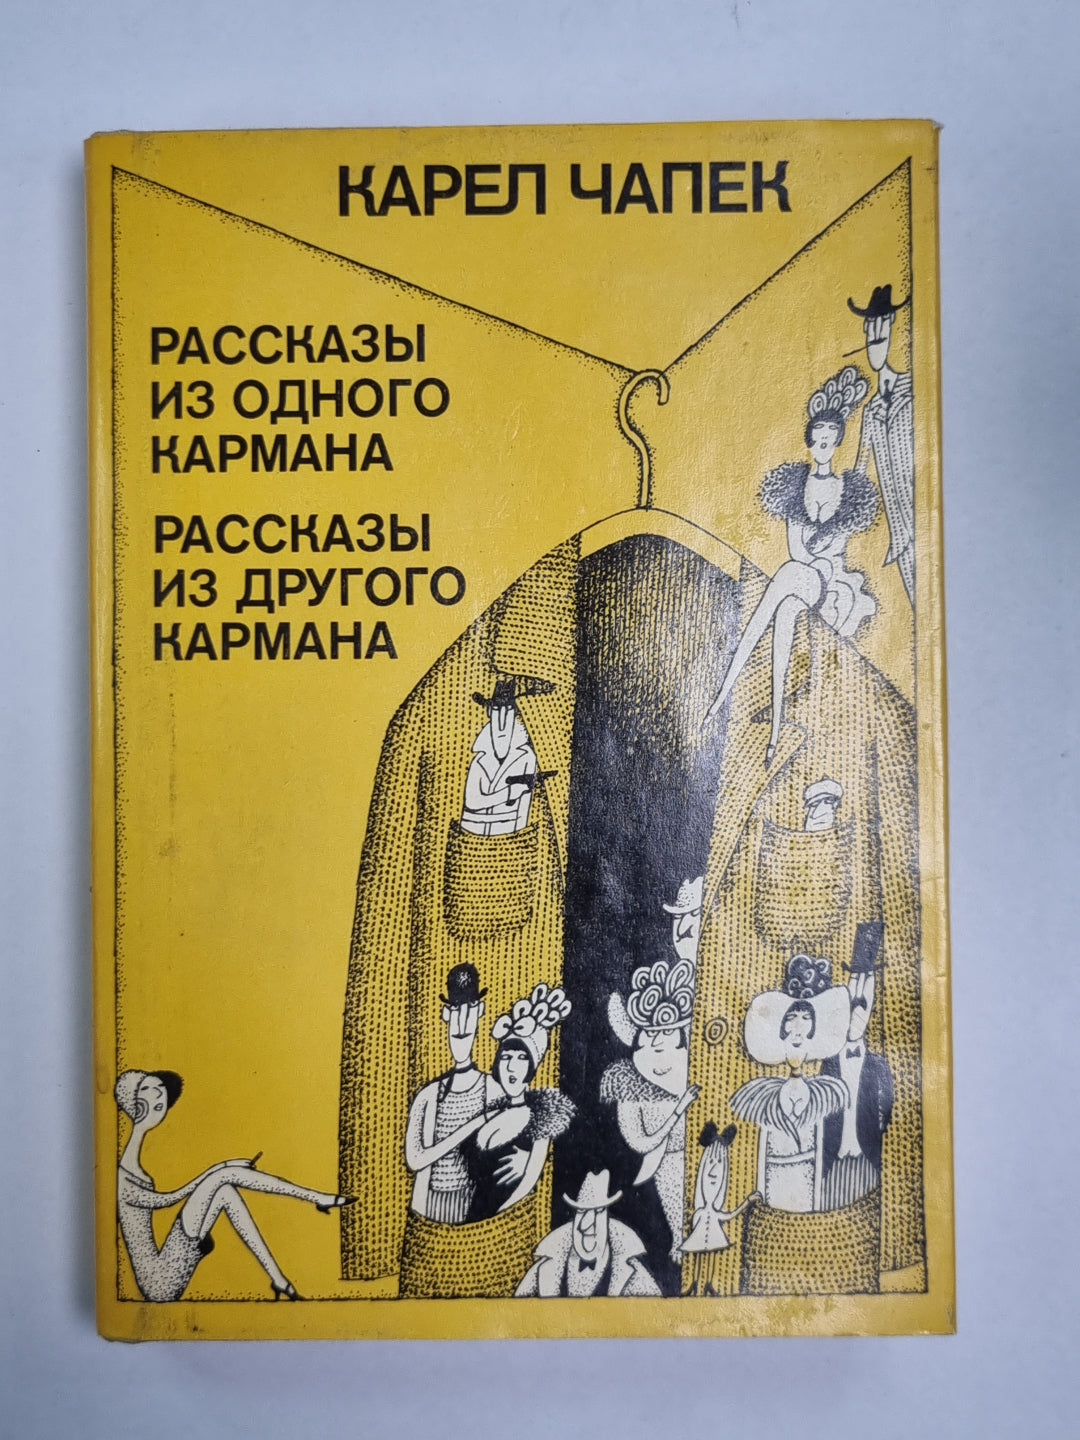 КАРЕЛ ЧАПЕК
РАССКАЗЫ
ИЗ ОДНОГО
КАРМАНА
РАССКАЗЫ
ИЗ ДРУГОГО
КАРМАНА